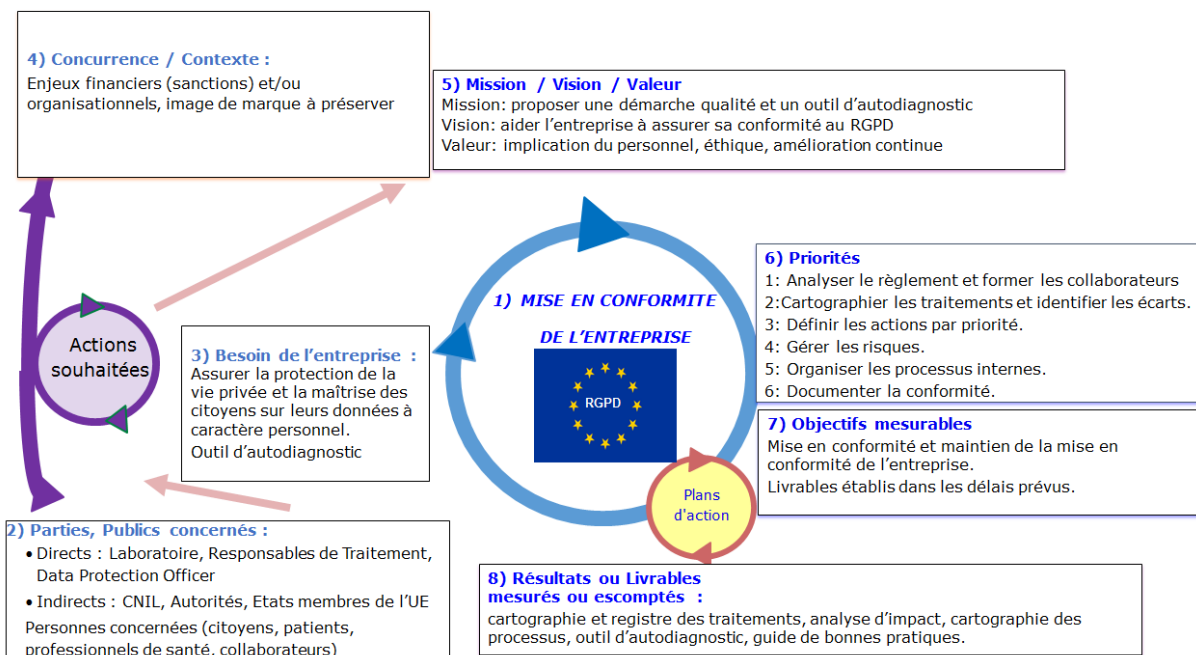 4) Concurrence / Contexte :
Enjeux financiers (sanctions) et/ou
organisationnels, image de marque à préserver
5) Mission / Vision / Valeur
Mission: proposer une démarche qualité et un outil d’autodiagnostic
Vision: aider l’entreprise à assurer sa conformité au RGPD
Valeur: implication du personnel, éthique, amélioration continue
1) MISE EN CONFORMITE
DE L’ENTREPRISE
RGPD
6) Priorités
1: Analyser le règlement et former les collaborateurs
2:Cartographier les traitements et identifier les écarts.
3: Définir les actions par priorité.
4: Gérer les risques.
5: Organiser les processus internes.
6: Documenter la conformité.
Actions
souhaitées
3) Besoin de l’entreprise :
Assurer la protection de la
vie privée et la maîtrise des
citoyens sur leurs données à
caractère personnel.
Outil d’autodiagnostic
7) Objectifs mesurables
Mise en conformité et maintien de la mise en
conformité de l’entreprise.
Livrables établis dans les délais prévus.
Plans
d’action
2) Parties, Publics concernés :
• Directs : Laboratoire, Responsables de Traitement,
Data Protection Officer
• Indirects : CNIL, Autorités, Etats membres de l’UE
Personnes concernées (citoyens, patients,
professionnels de santé, collaborateurs)
8) Résultats ou Livrables
mesurés ou escomptés :
cartographie et registre des traitements, analyse d’impact, cartographie des
processus, outil d’autodiagnostic, guide de bonnes pratiques.